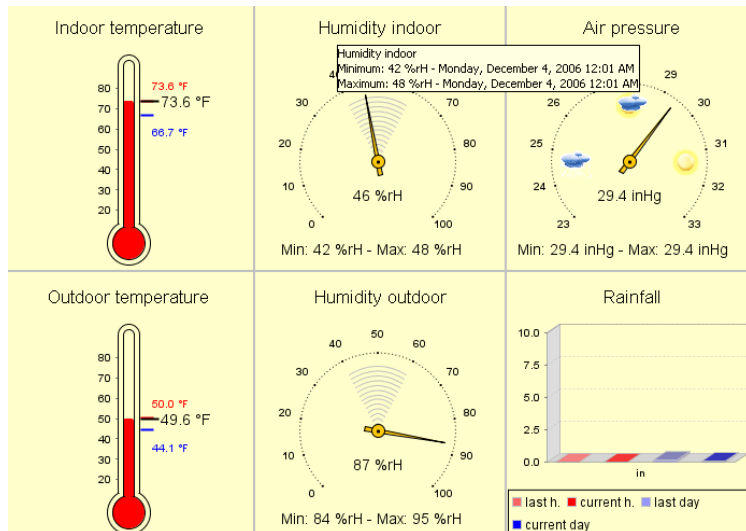 Indoor temperature
80
70
60
50
40
30
20
73.6 °F
73.6 °F
66.7 °F
Humidity indoor
Humidity indoor
Minimum: 42 %rH - Monday, December 4, 2006 12:01 AM
Maximum: 48 %rH - Monday, December 4, 2006 12:01 AM
0
10
20
30
70
80
90
100
46 %rH
Min: 42 %rH - Max: 48 %rH
Air pressure
23
24
25
26
29
30
31
32
33
29.4 inHg
Min: 29.4 inHg - Max: 29.4 inHg
Outdoor temperature
80
70
60
50
40
30
20
50.0 °F
49.6 °F
44.1 °F
Humidity outdoor
0
10
20
30
40
50
60
70
80
90
100
87 %rH
Min: 84 %rH - Max: 95 %rH
Rainfall
10.0
7.5
5.0
2.5
0.0
in
last h. current h. last day
current day